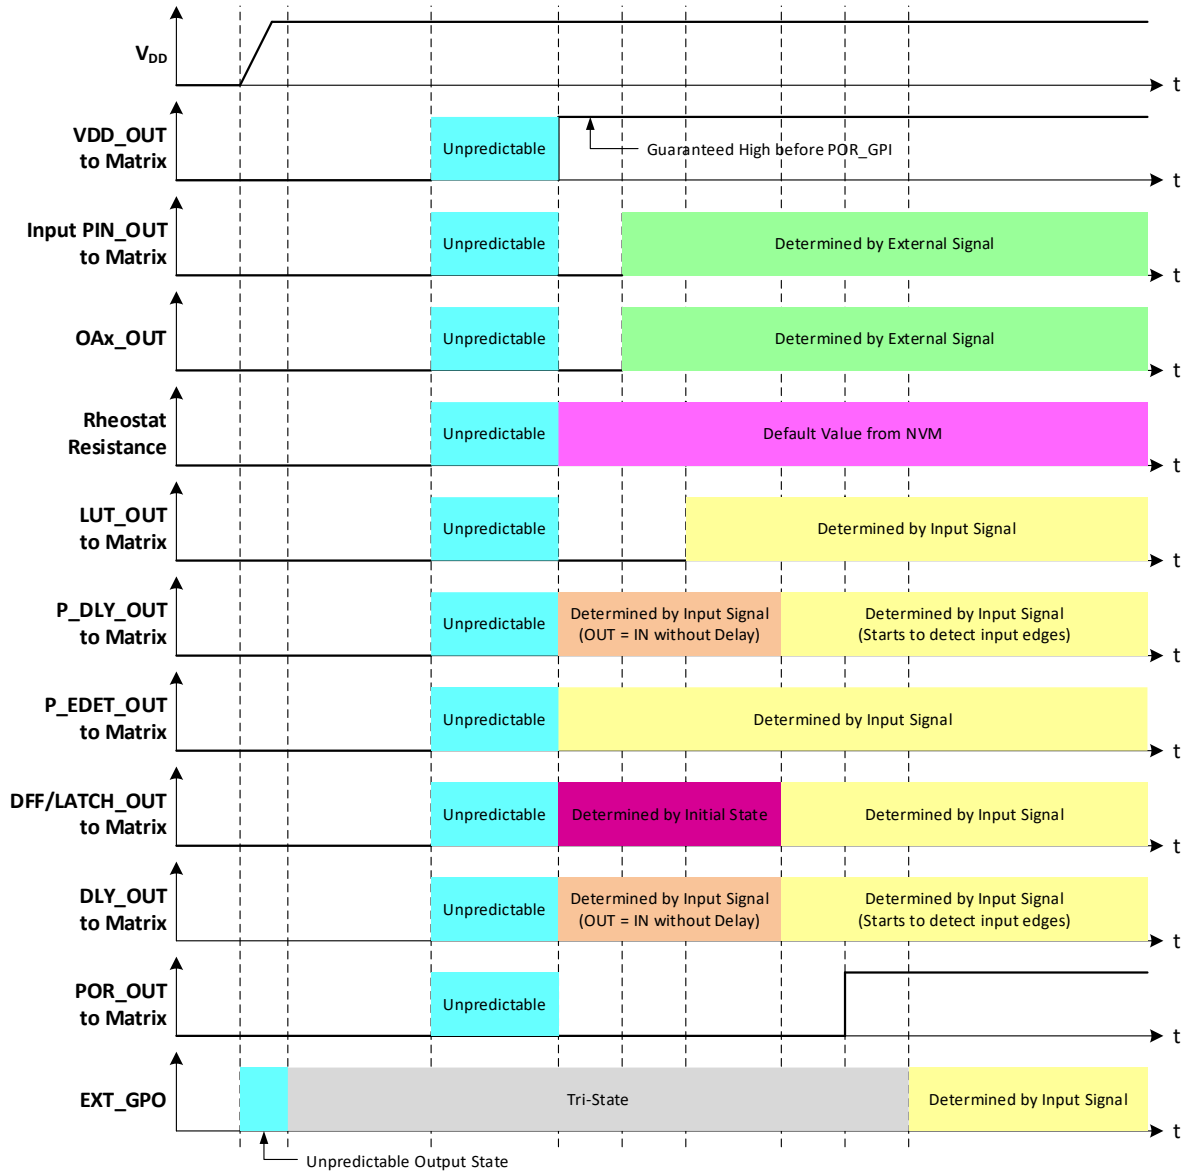 V_DD
t
VDD_OUT
to Matrix
Unpredictable
Guaranteed High before POR_GPI
t
Input PIN_OUT
to Matrix
Unpredictable
Determined by External Signal
t
OAx_OUT
Unpredictable
Determined by External Signal
t
Rheostat
Resistance
Unpredictable
Default Value from NVM
t
LUT_OUT
to Matrix
Unpredictable
Determined by Input Signal
t
P_DLY_OUT
to Matrix
Unpredictable
Determined by Input Signal
(OUT = IN without Delay)
Determined by Input Signal
(Starts to detect input edges)
t
P_EDET_OUT
to Matrix
Unpredictable
Determined by Input Signal
t
DFF/LATCH_OUT
to Matrix
Unpredictable
Determined by Initial State
Determined by Input Signal
t
DLY_OUT
to Matrix
Unpredictable
Determined by Input Signal
(OUT = IN without Delay)
Determined by Input Signal
(Starts to detect input edges)
t
POR_OUT
to Matrix
Unpredictable
t
EXT_GPO
Tri-State
Determined by Input Signal
t
Unpredictable Output State